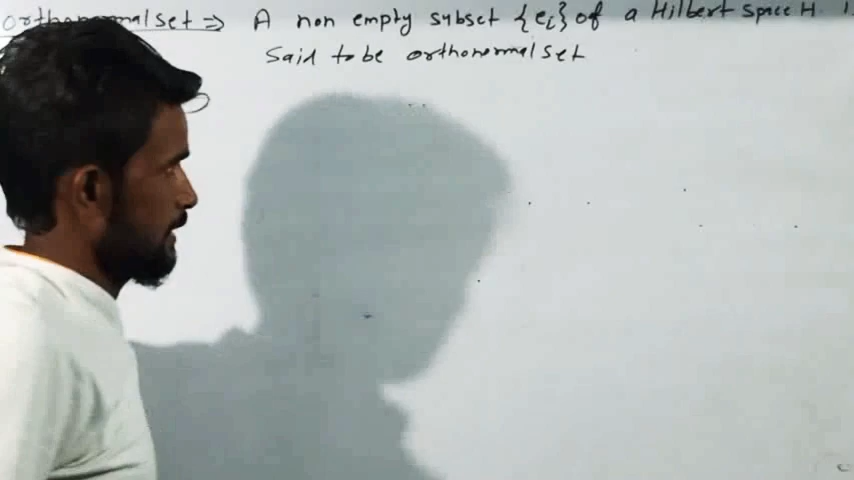 orthonormal set ⇒ A non empty subset {ei} of a Hilbert space H
said to be orthonormal set